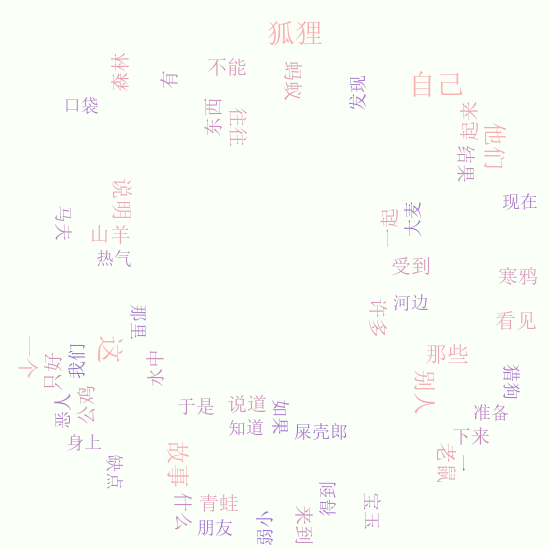 狐狸
森林
有
不能
蚂蚁
自己
发现
口袋
东西
往往
起来
他们
结果
说明
马夫
现在
一起
大麦
山羊
热气
受到
寒鸦
许多
河边
看见
那里
这
一个
只好
我们
水中
那些
别人
猎狗
恶人
公鸡
于是
说道
如果
准备
知道
屎壳郎
身上
下来
缺点
故事
老鼠
一
什么
青蛙
得到
朋友
小弱
来到
宝玉